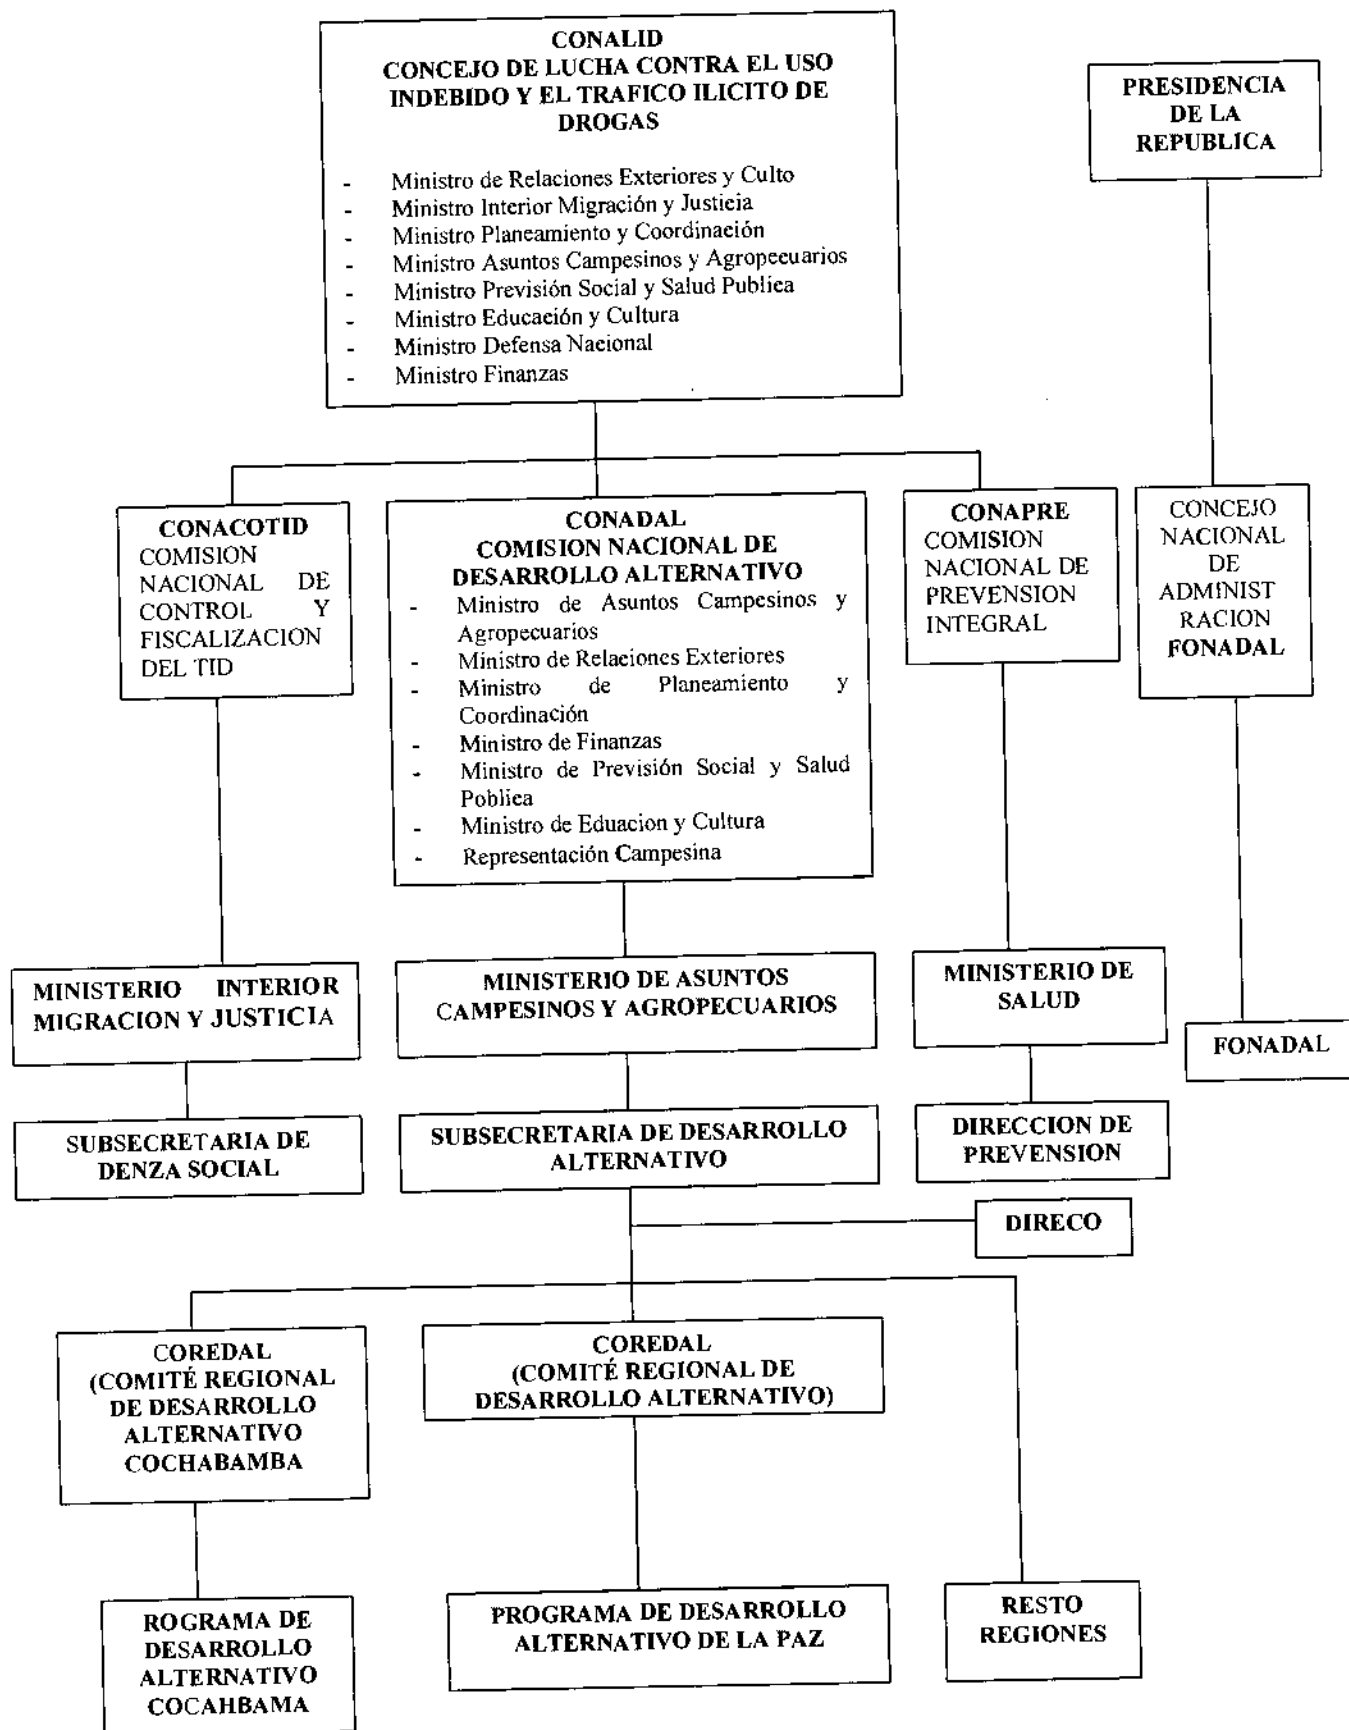 CONALID
CONCEJO DE LUCHA CONTRA EL USO
INDEBIDO Y EL TRAFICO ILICITO DE
DROGAS
- Ministro de Relaciones Exteriores y Culto
- Ministro Interior Migración y Justicia
- Ministro Planeamiento y Coordinación
- Ministro Asuntos Campesinos y Agropecuarios
- Ministro Previsión Social y Salud Publica
- Ministro Educación y Cultura
- Ministro Defensa Nacional
- Ministro Finanzas
PRESIDENCIA
DE LA
REPUBLICA
CONACOTID
COMISION
NACIONAL DE
CONTROL Y
FISCALIZACION
DEL TID
CONADAL
COMISION NACIONAL DE
DESARROLLO ALTERNATIVO
- Ministro de Asuntos Campesinos y
Agropecuarios
- Ministro de Relaciones Exteriores
- Ministro de Planeamiento y
Coordinación
- Ministro de Finanzas
- Ministro de Previsión Social y Salud
Poblica
- Ministro de Eduacion y Cultura
- Representación Campesina
CONAPRE
COMISION
NACIONAL DE
PREVENSION
INTEGRAL
CONCEJO
NACIONAL
DE
ADMINIST
RACION
FONADAL
MINISTERIO INTERIOR
MIGRACION Y JUSTICIA
MINISTERIO DE ASUNTOS
CAMPESINOS Y AGROPECUARIOS
MINISTERIO DE
SALUD
FONADAL
SUBSECRETARIA DE
DENZA SOCIAL
SUBSECRETARIA DE DESARROLLO
ALTERNATIVO
DIRECCION DE
PREVENSION
DIRECO
COREDAL
(COMITÉ REGIONAL
DE DESARROLLO
ALTERNATIVO
COCHABAMBA
COREDAL
(COMITÉ REGIONAL DE
DESARROLLO ALTERNATIVO)
ROGRAMA DE
DESARROLLO
ALTERNATIVO
COCAHBAMA
PROGRAMA DE DESARROLLO
ALTERNATIVO DE LA PAZ
RESTO
REGIONES